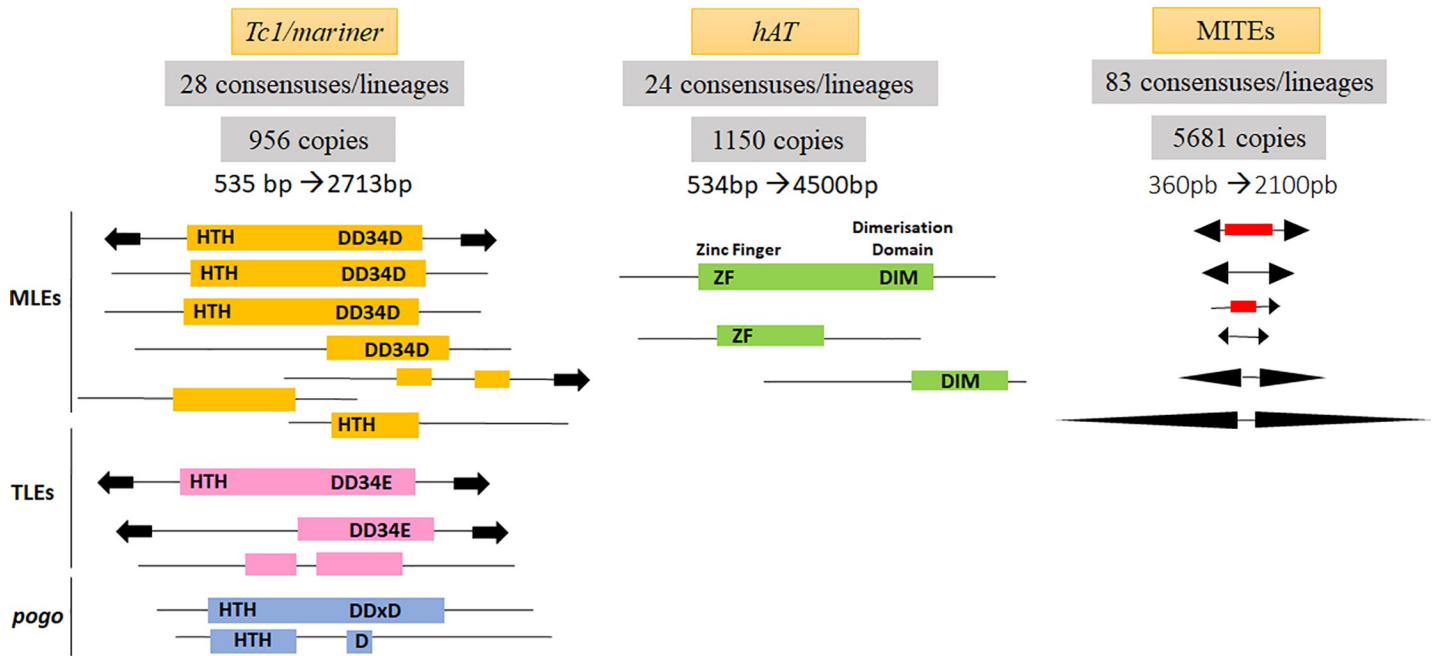 Tc1/mariner
28 consensuses/lineages
956 copies
535 bp →2713bp
MLEs
HTH DD34D
HTH DD34D
HTH DD34D
DD34D
HTH
TLEs
HTH DD34E
DD34E
pogo
HTH DDxD
HTH D
hAT
24 consensuses/lineages
1150 copies
534bp →4500bp
Zinc Finger
Dimerisation
Domain
ZF DIM
ZF
DIM
MITEs
83 consensuses/lineages
5681 copies
360pb →2100pb